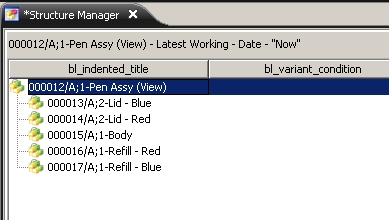 *Structure Manager
000012/A;1-Pen Assy (View) - Latest Working - Date - "Now"
bl_indented_title bl_variant_condition
000012/A;1-Pen Assy (View)
000013/A;2-Lid - Blue
000014/A;2-Lid - Red
000015/A;1-Body
000016/A;1-Refill - Red
000017/A;1-Refill - Blue